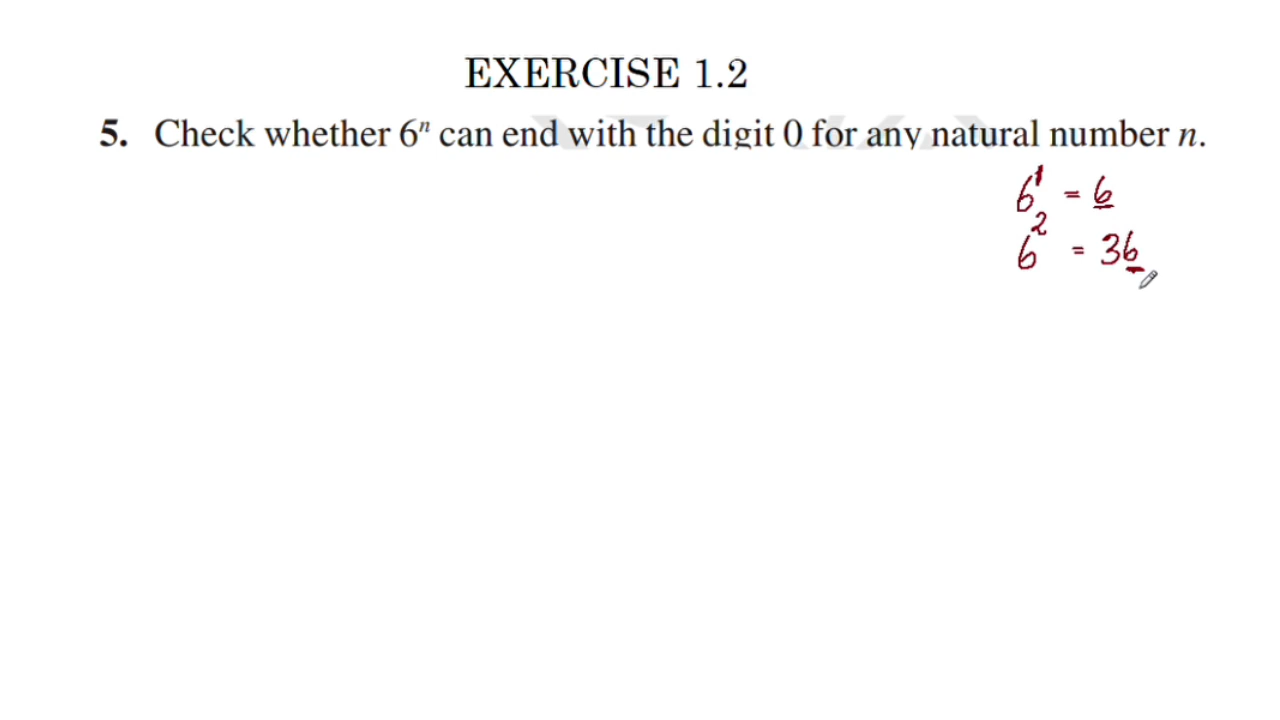 EXERCISE 1.2
5. Check whether 6ⁿ can end with the digit 0 for any natural number n.
6¹ = 6
6² = 36